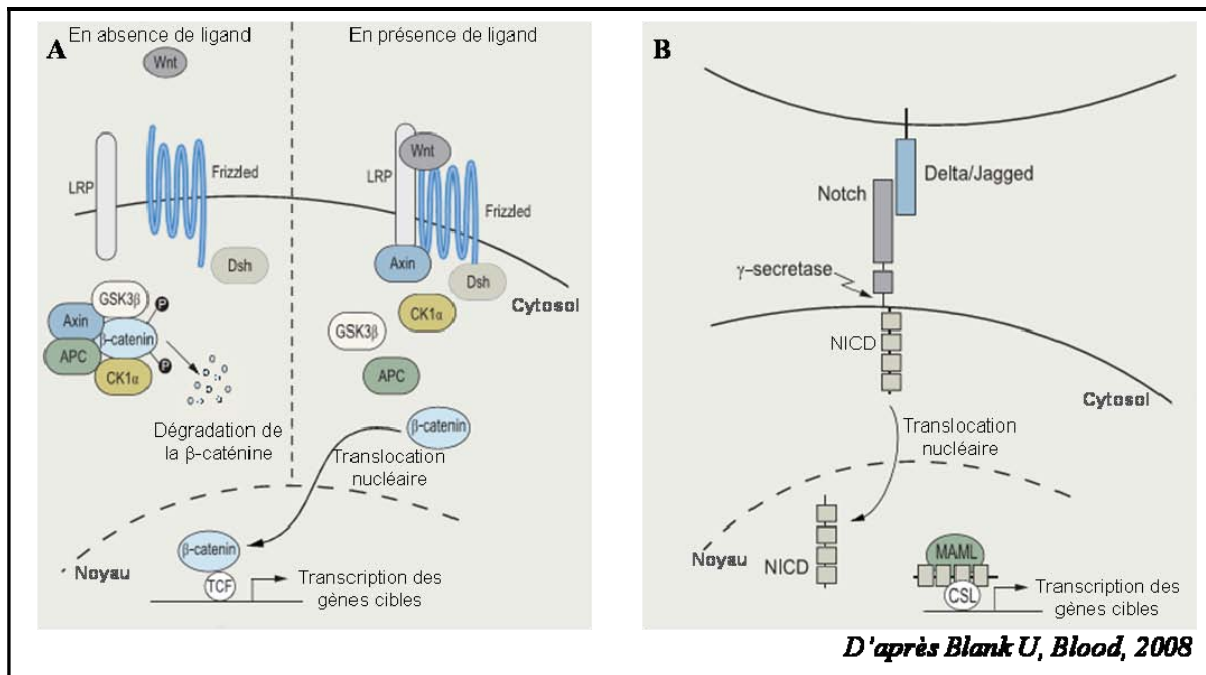 A
En absence de ligand
En présence de ligand
Wnt
LRP
Frizzled
Dsh
GSK3β
P
Axin
β-catenin
APC
P
CK1α
Dégradation de
la β-caténine
LRP
Wnt
Frizzled
Axin
Dsh
Cytosol
CK1α
GSK3β
APC
β-catenin
Translocation
nucléaire
β-catenin
TCF
Noyau
Transcription des
gènes cibles
B
Delta/Jagged
Notch
γ-secretase
NICD
Cytosol
Translocation
nucléaire
Noyau
NICD
MAML
CSL
Transcription des
gènes cibles
D'après Blank U, Blood, 2008